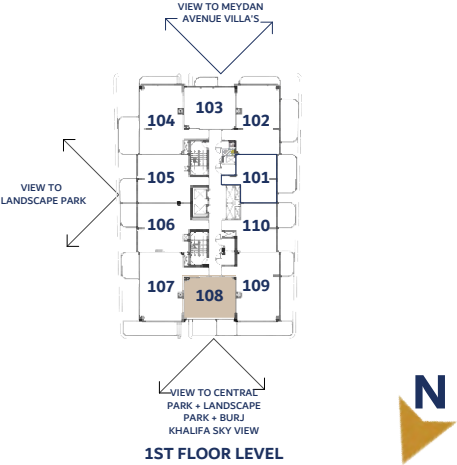 VIEW TO MEYDAN
AVENUE VILLA'S
103
104
102
105
101
VIEW TO
LANDSCAPE PARK
106
110
107
109
108
VIEW TO CENTRAL
PARK + LANDSCAPE
PARK + BURJ
KHALIFA SKY VIEW
1ST FLOOR LEVEL
N